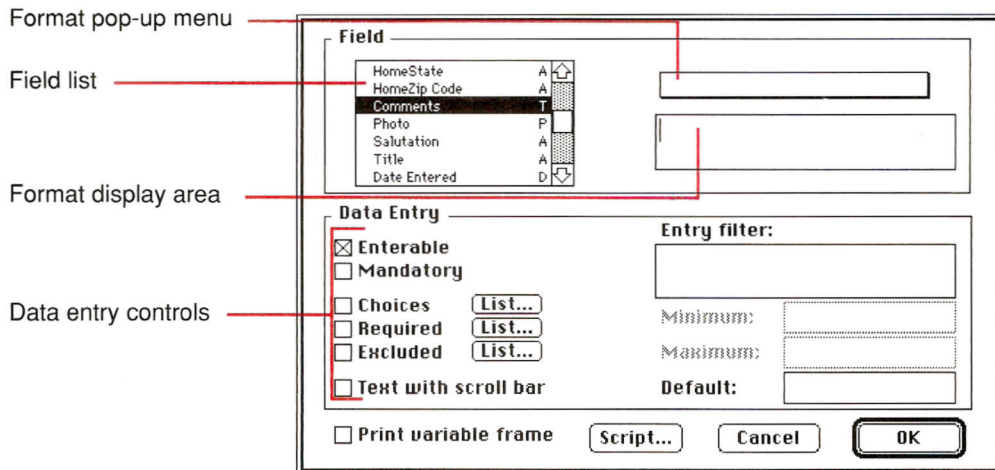 Format pop-up menu
Field
Field list
HomeState A
HomeZip Code A
Comments T
Photo P
Salutation A
Title A
Date Entered D
Format display area
Data Entry
Entry filter:
Enterable
Mandatory
Data entry controls
Choices List...
Minimum:
Required List...
Excluded List...
Maximum:
Text with scroll bar
Default:
Print variable frame
Script...
Cancel
OK